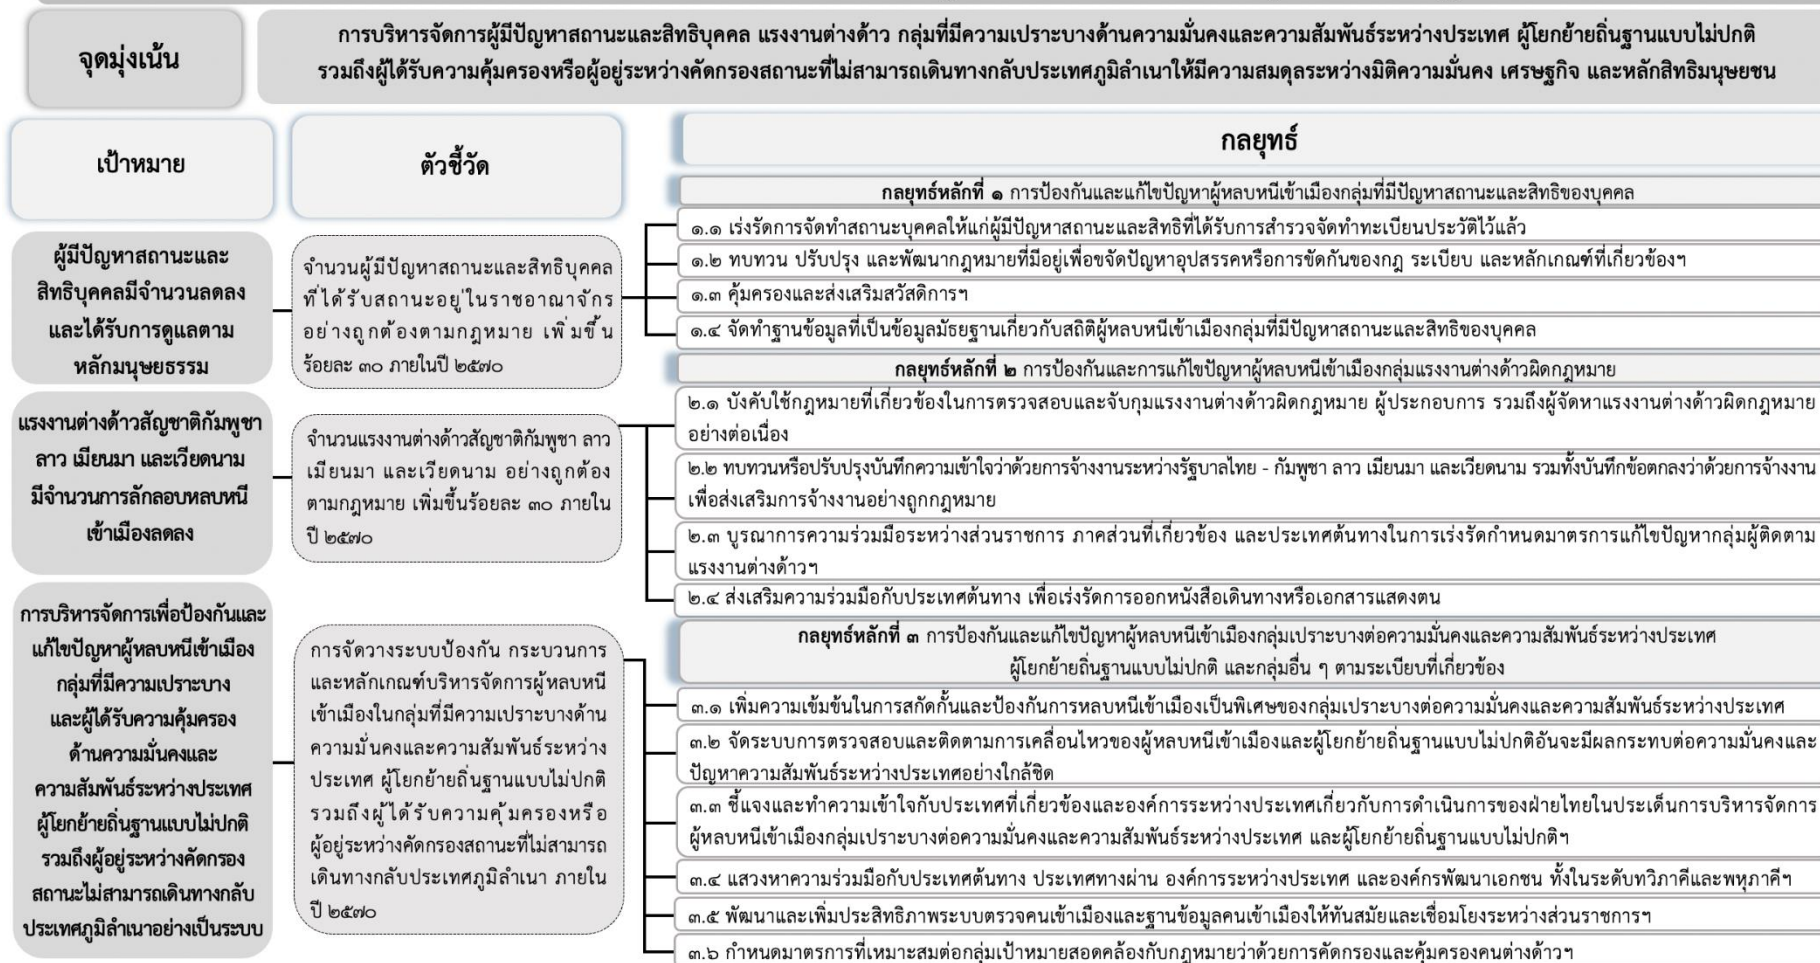 จุดมุ่งเน้น
การบริหารจัดการผู้มีปัญหาสถานะและสิทธิบุคคล แรงงานต่างด้าว กลุ่มที่มีความเปราะบางด้านความมั่นคงและความสัมพันธ์ระหว่างประเทศ ผู้โยกย้ายถิ่นฐานแบบไม่ปกติ
รวมถึงผู้ได้รับความคุ้มครองหรือผู้อยู่ระหว่างคัดกรองสถานะที่ไม่สามารถเดินทางกลับประเทศภูมิลำเนาให้มีความสมดุลระหว่างมิติความมั่นคง เศรษฐกิจ และหลักสิทธิมนุษยชน
เป้าหมาย
ตัวชี้วัด
กลยุทธ์
ผู้มีปัญหาสถานะและ
สิทธิบุคคลมีจำนวนลดลง
และได้รับการดูแลตาม
หลักมนุษยธรรม
จำนวนผู้มีปัญหาสถานะและสิทธิบุคคล
ที่ได้รับสถานะอยู่ในราชอาณาจักร
อย่างถูกต้องตามกฎหมาย เพิ่มขึ้น
ร้อยละ ๓๐ ภายในปี ๒๕๗๐
กลยุทธ์หลักที่ ๑ การป้องกันและแก้ไขปัญหาผู้หลบหนีเข้าเมืองกลุ่มที่มีปัญหาสถานะและสิทธิของบุคคล
๑.๑ เร่งรัดการจัดทำสถานะบุคคลให้แก่ผู้มีปัญหาสถานะและสิทธิที่ได้รับการสำรวจจัดทำทะเบียนประวัติไว้แล้ว
๑.๒ ทบทวน ปรับปรุง และพัฒนากฎหมายที่มีอยู่เพื่อขจัดปัญหาอุปสรรคหรือการขัดกันของกฎ ระเบียบ และหลักเกณฑ์ที่เกี่ยวข้องฯ
๑.๓ คุ้มครองและส่งเสริมสวัสดิการฯ
๑.๔ จัดทำฐานข้อมูลที่เป็นข้อมูลมัธยฐานเกี่ยวกับสถิติผู้หลบหนีเข้าเมืองกลุ่มที่มีปัญหาสถานะและสิทธิของบุคคล
แรงงานต่างด้าวสัญชาติกัมพูชา
ลาว เมียนมา และเวียดนาม
มีจำนวนการลักลอบหลบหนี
เข้าเมืองลดลง
จำนวนแรงงานต่างด้าวสัญชาติกัมพูชา ลาว
เมียนมา และเวียดนาม อย่างถูกต้อง
ตามกฎหมาย เพิ่มขึ้นร้อยละ ๓๐ ภายใน
ปี ๒๕๗๐
กลยุทธ์หลักที่ ๒ การป้องกันและการแก้ไขปัญหาผู้หลบหนีเข้าเมืองกลุ่มแรงงานต่างด้าวผิดกฎหมาย
๒.๑ บังคับใช้กฎหมายที่เกี่ยวข้องในการตรวจสอบและจับกุมแรงงานต่างด้าวผิดกฎหมาย ผู้ประกอบการ รวมถึงผู้จัดหาแรงงานต่างด้าวผิดกฎหมาย
อย่างต่อเนื่อง
๒.๒ ทบทวนหรือปรับปรุงบันทึกความเข้าใจว่าด้วยการจ้างงานระหว่างรัฐบาลไทย - กัมพูชา ลาว เมียนมา และเวียดนาม รวมทั้งบันทึกข้อตกลงว่าด้วยการจ้างงาน
เพื่อส่งเสริมการจ้างงานอย่างถูกกฎหมาย
๒.๓ บูรณาการความร่วมมือระหว่างส่วนราชการ ภาคส่วนที่เกี่ยวข้อง และประเทศต้นทางในการเร่งรัดกำหนดมาตรการแก้ไขปัญหากลุ่มผู้ติดตาม
แรงงานต่างด้าวฯ
๒.๔ ส่งเสริมความร่วมมือกับประเทศต้นทาง เพื่อเร่งรัดการออกหนังสือเดินทางหรือเอกสารแสดงตน
การบริหารจัดการเพื่อป้องกันและ
แก้ไขปัญหาผู้หลบหนีเข้าเมือง
กลุ่มที่มีความเปราะบาง
และผู้ได้รับความคุ้มครอง
ด้านความมั่นคงและ
ความสัมพันธ์ระหว่างประเทศ
ผู้โยกย้ายถิ่นฐานแบบไม่ปกติ
รวมถึงผู้อยู่ระหว่างคัดกรอง
สถานะไม่สามารถเดินทางกลับ
ประเทศภูมิลำเนาอย่างเป็นระบบ
การจัดวางระบบป้องกัน กระบวนการ
และหลักเกณฑ์บริหารจัดการผู้หลบหนี
เข้าเมืองในกลุ่มที่มีความเปราะบางด้าน
ความมั่นคงและความสัมพันธ์ระหว่าง
ประเทศ ผู้โยกย้ายถิ่นฐานแบบไม่ปกติ
รวมถึงผู้ได้รับความคุ้มครองหรือ
ผู้อยู่ระหว่างคัดกรองสถานะที่ไม่สามารถ
เดินทางกลับประเทศภูมิลำเนา ภายใน
ปี ๒๕๗๐
กลยุทธ์หลักที่ ๓ การป้องกันและแก้ไขปัญหาผู้หลบหนีเข้าเมืองกลุ่มเปราะบางต่อความมั่นคงและความสัมพันธ์ระหว่างประเทศ
ผู้โยกย้ายถิ่นฐานแบบไม่ปกติ และกลุ่มอื่น ๆ ตามระเบียบที่เกี่ยวข้อง
๓.๑ เพิ่มความเข้มข้นในการสกัดกั้นและป้องกันการหลบหนีเข้าเมืองเป็นพิเศษของกลุ่มเปราะบางต่อความมั่นคงและความสัมพันธ์ระหว่างประเทศ
๓.๒ จัดระบบการตรวจสอบและติดตามการเคลื่อนไหวของผู้หลบหนีเข้าเมืองและผู้โยกย้ายถิ่นฐานแบบไม่ปกติอันจะมีผลกระทบต่อความมั่นคงและ
ปัญหาความสัมพันธ์ระหว่างประเทศอย่างใกล้ชิด
๓.๓ ชี้แจงและทำความเข้าใจกับประเทศที่เกี่ยวข้องและองค์การระหว่างประเทศเกี่ยวกับการดำเนินการของฝ่ายไทยในประเด็นการบริหารจัดการ
ผู้หลบหนีเข้าเมืองกลุ่มเปราะบางต่อความมั่นคงและความสัมพันธ์ระหว่างประเทศ และผู้โยกย้ายถิ่นฐานแบบไม่ปกติฯ
๓.๔ แสวงหาความร่วมมือกับประเทศต้นทาง ประเทศทางผ่าน องค์การระหว่างประเทศ และองค์กรพัฒนาเอกชน ทั้งในระดับทวิภาคีและพหุภาคีฯ
๓.๕ พัฒนาและเพิ่มประสิทธิภาพระบบตรวจคนเข้าเมืองและฐานข้อมูลคนเข้าเมืองให้ทันสมัยและเชื่อมโยงระหว่างส่วนราชการฯ
๓.๖ กำหนดมาตรการที่เหมาะสมต่อกลุ่มเป้าหมายสอดคล้องกับกฎหมายว่าด้วยการคัดกรองและคุ้มครองคนต่างด้าวฯ